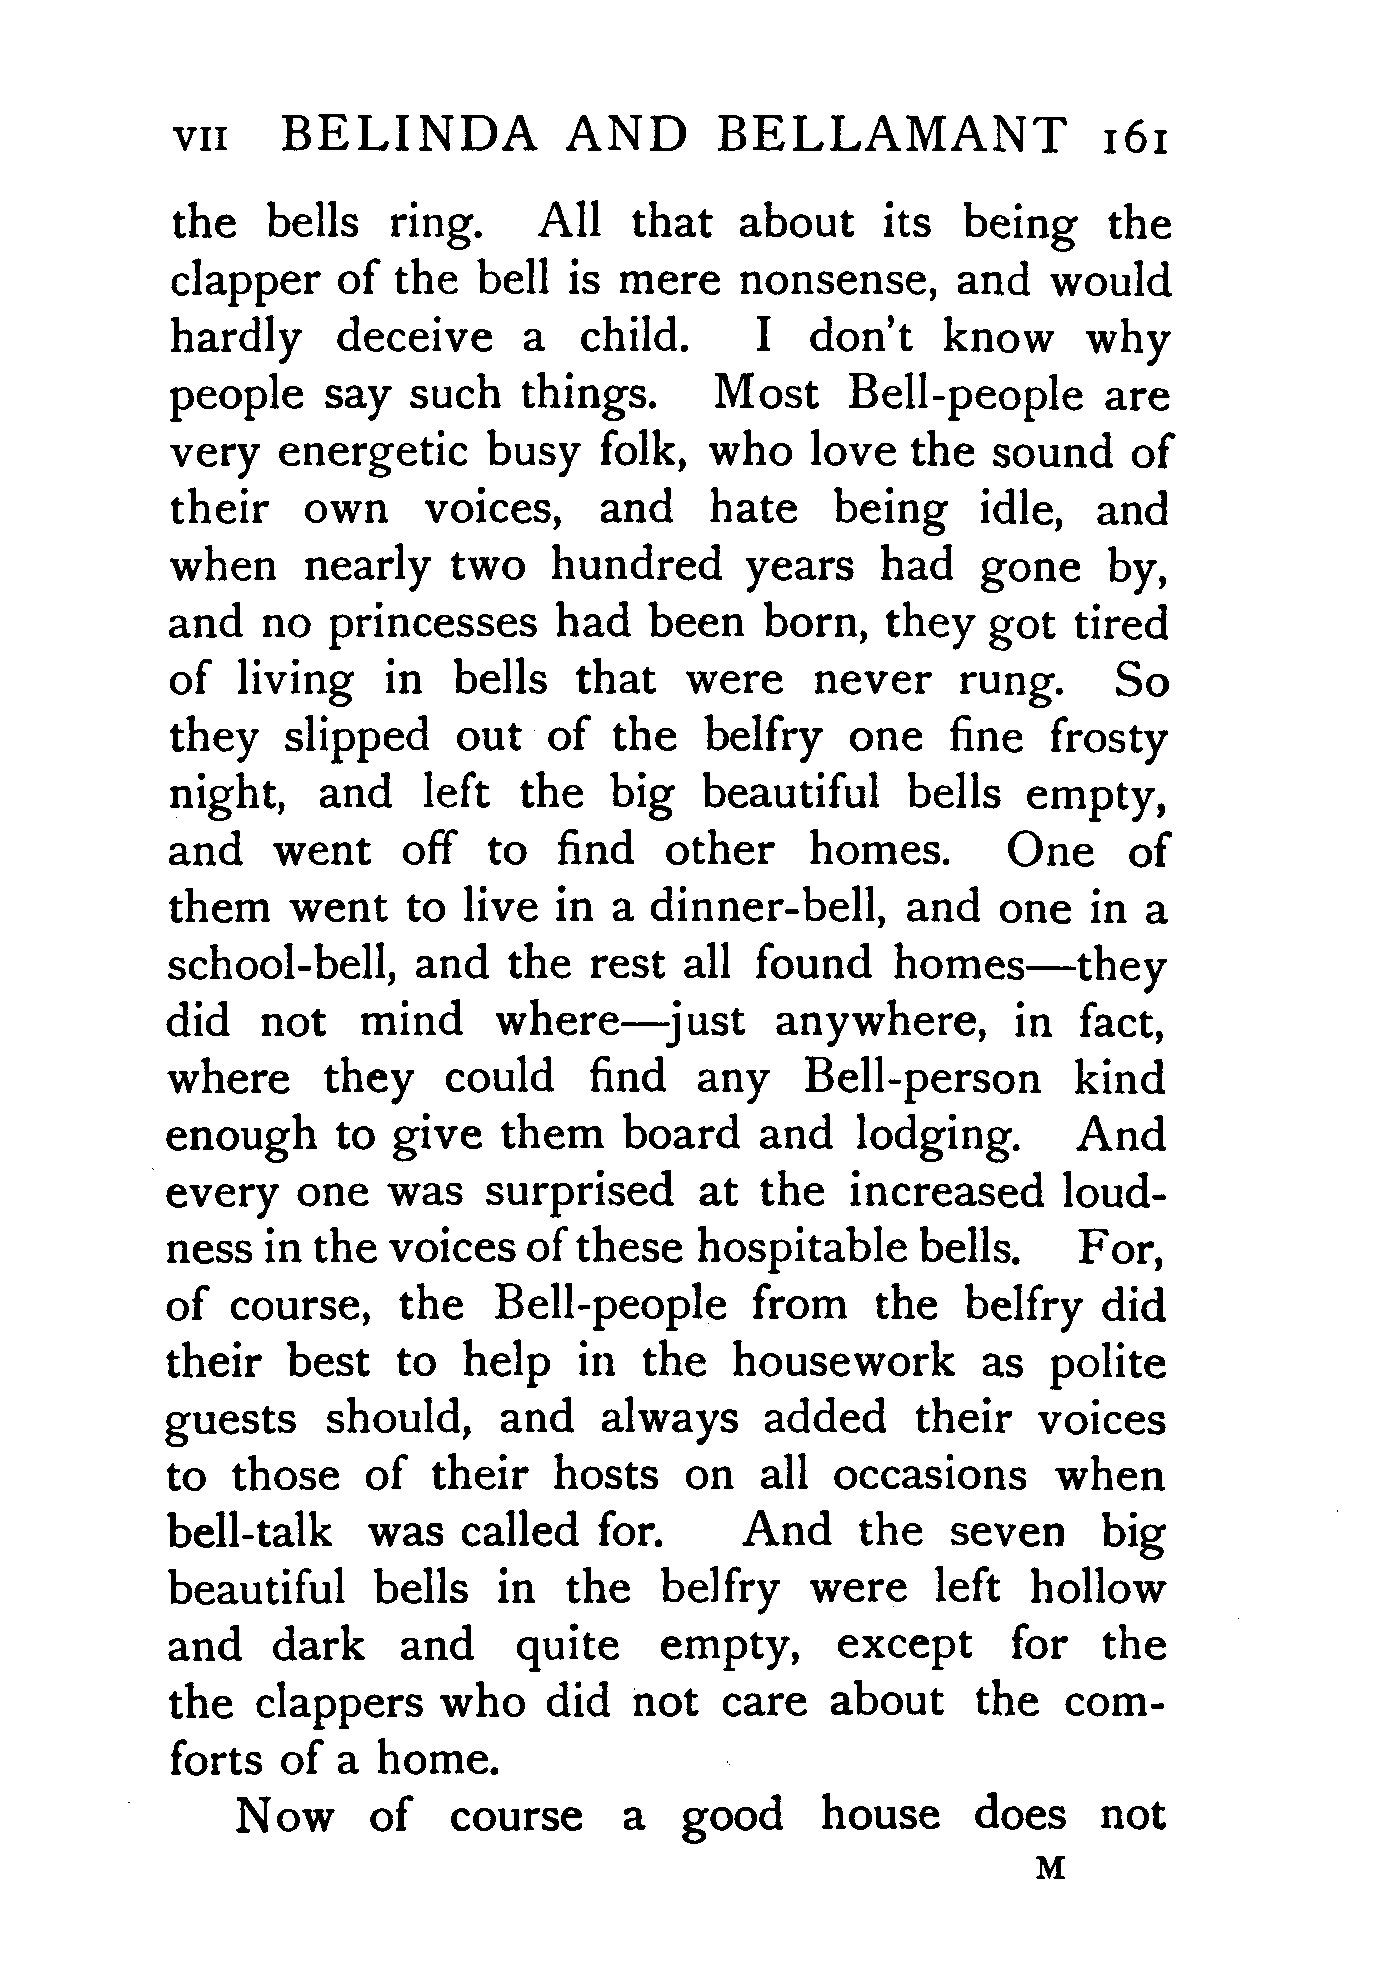 VII BELINDA AND BELLAMANT 161
the bells ring. All that about its being the
clapper of the bell is mere nonsense, and would
hardly deceive a child. I don't know why
people say such things. Most Bell-people are
very energetic busy folk, who love the sound of
their own voices, and hate being idle, and
when nearly two hundred years had gone by,
and no princesses had been born, they got tired
of living in bells that were never rung. So
they slipped out of the belfry one fine frosty
night, and left the big beautiful bells empty,
and went off to find other homes. One of
them went to live in a dinner-bell, and one in a
school-bell, and the rest all found homes—they
did not mind where—just anywhere, in fact,
where they could find any Bell-person kind
enough to give them board and lodging. And
every one was surprised at the increased loud-
ness in the voices of these hospitable bells. For,
of course, the Bell-people from the belfry did
their best to help in the housework as polite
guests should, and always added their voices
to those of their hosts on all occasions when
bell-talk was called for. And the seven big
beautiful bells in the belfry were left hollow
and dark and quite empty, except for the
the clappers who did not care about the com-
forts of a home.
Now of course a good house does not
M